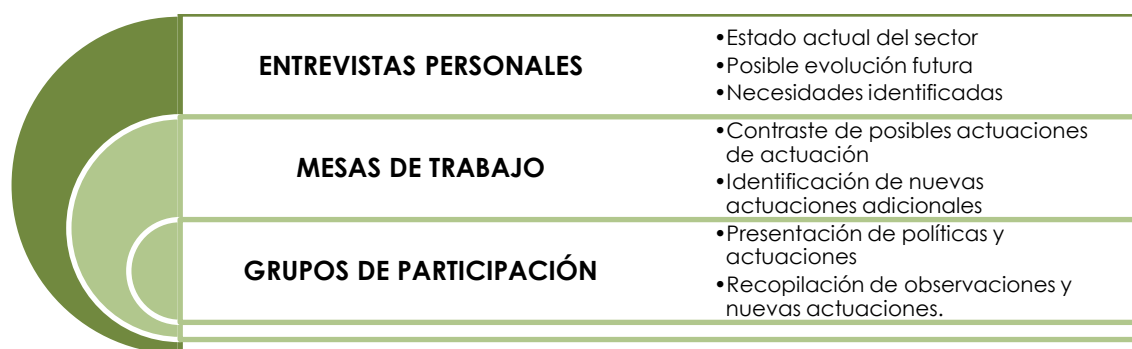 ENTREVISTAS PERSONALES
•Estado actual del sector
•Posible evolución futura
•Necesidades identificadas
MESAS DE TRABAJO
•Contraste de posibles actuaciones
de actuación
•Identificación de nuevas
actuaciones adicionales
GRUPOS DE PARTICIPACIÓN
•Presentación de políticas y
actuaciones
•Recopilación de observaciones y
nuevas actuaciones.